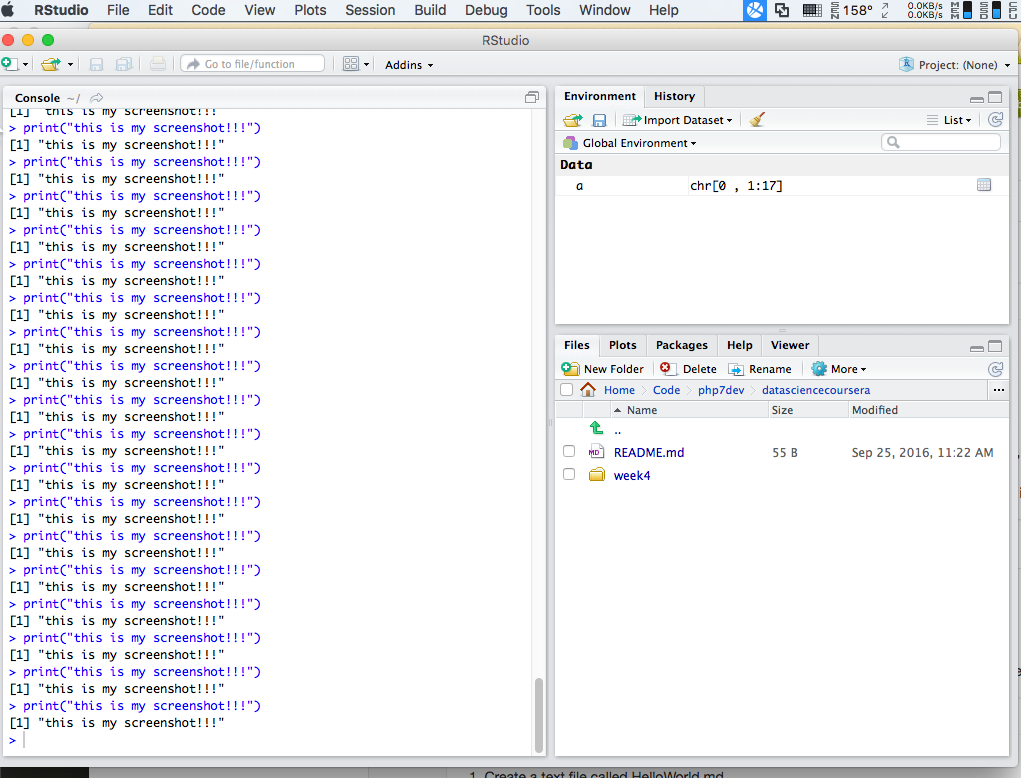 RStudio File Edit Code View Plots Session Build Debug Tools Window Help SEN 158° 0.0KB/s 0.0KB/s MEM SSD CPU
RStudio
Go to file/function Addins Project: (None)
Console ~/
[1] "this is my screenshot!!!"
> print("this is my screenshot!!!")
[1] "this is my screenshot!!!"
> print("this is my screenshot!!!")
[1] "this is my screenshot!!!"
> print("this is my screenshot!!!")
[1] "this is my screenshot!!!"
> print("this is my screenshot!!!")
[1] "this is my screenshot!!!"
> print("this is my screenshot!!!")
[1] "this is my screenshot!!!"
> print("this is my screenshot!!!")
[1] "this is my screenshot!!!"
> print("this is my screenshot!!!")
[1] "this is my screenshot!!!"
> print("this is my screenshot!!!")
[1] "this is my screenshot!!!"
> print("this is my screenshot!!!")
[1] "this is my screenshot!!!"
> print("this is my screenshot!!!")
[1] "this is my screenshot!!!"
> print("this is my screenshot!!!")
[1] "this is my screenshot!!!"
> print("this is my screenshot!!!")
[1] "this is my screenshot!!!"
> print("this is my screenshot!!!")
[1] "this is my screenshot!!!"
> print("this is my screenshot!!!")
[1] "this is my screenshot!!!"
> print("this is my screenshot!!!")
[1] "this is my screenshot!!!"
> print("this is my screenshot!!!")
[1] "this is my screenshot!!!"
> print("this is my screenshot!!!")
[1] "this is my screenshot!!!"
> print("this is my screenshot!!!")
[1] "this is my screenshot!!!"
>
Environment History
Import Dataset List
Global Environment
Data
a chr[0 , 1:17]
Files Plots Packages Help Viewer
New Folder Delete Rename More
Home Code php7dev datasciencecoursera ...
Name Size Modified
..
MD README.md 55 B Sep 25, 2016, 11:22 AM
week4
1. Create a text file called HelloWorld.md